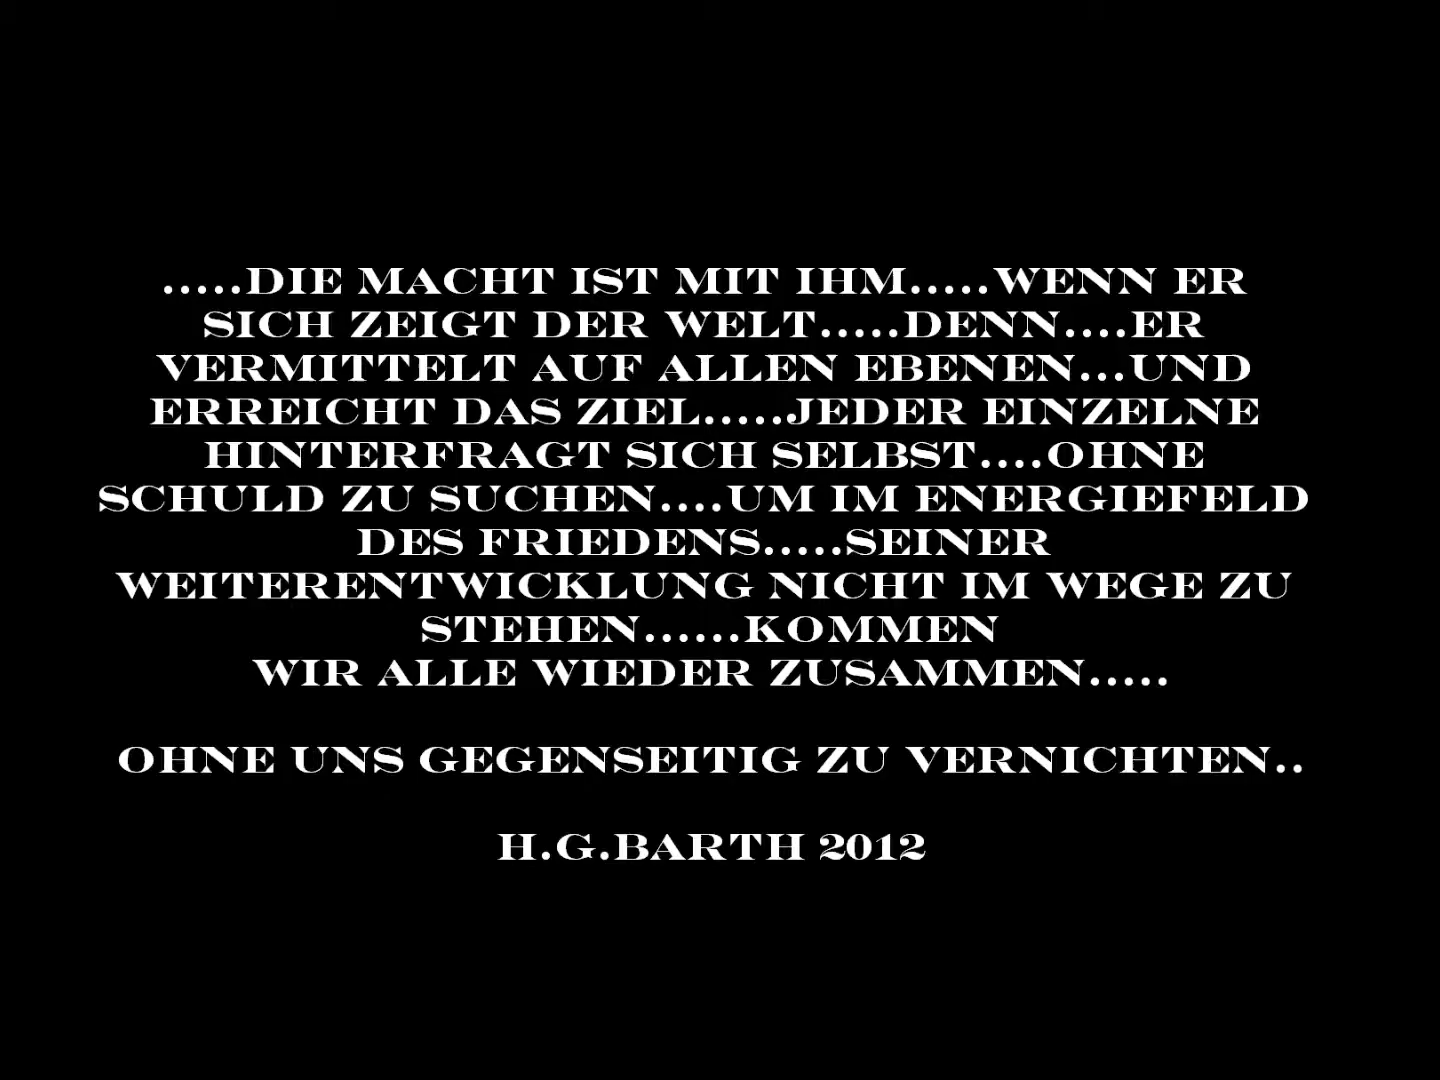 .....DIE MACHT IST MIT IHM.....WENN ER
SICH ZEIGT DER WELT.....DENN....ER
VERMITTELT AUF ALLEN EBENEN...UND
ERREICHT DAS ZIEL.....JEDER EINZELNE
HINTERFRAGT SICH SELBST....OHNE
SCHULD ZU SUCHEN....UM IM ENERGIEFELD
DES FRIEDENS.....SEINER
WEITERENTWICKLUNG NICHT IM WEGE ZU
STEHEN......KOMMEN
WIR ALLE WIEDER ZUSAMMEN.....
OHNE UNS GEGENSEITIG ZU VERNICHTEN..
H.G.BARTH 2012